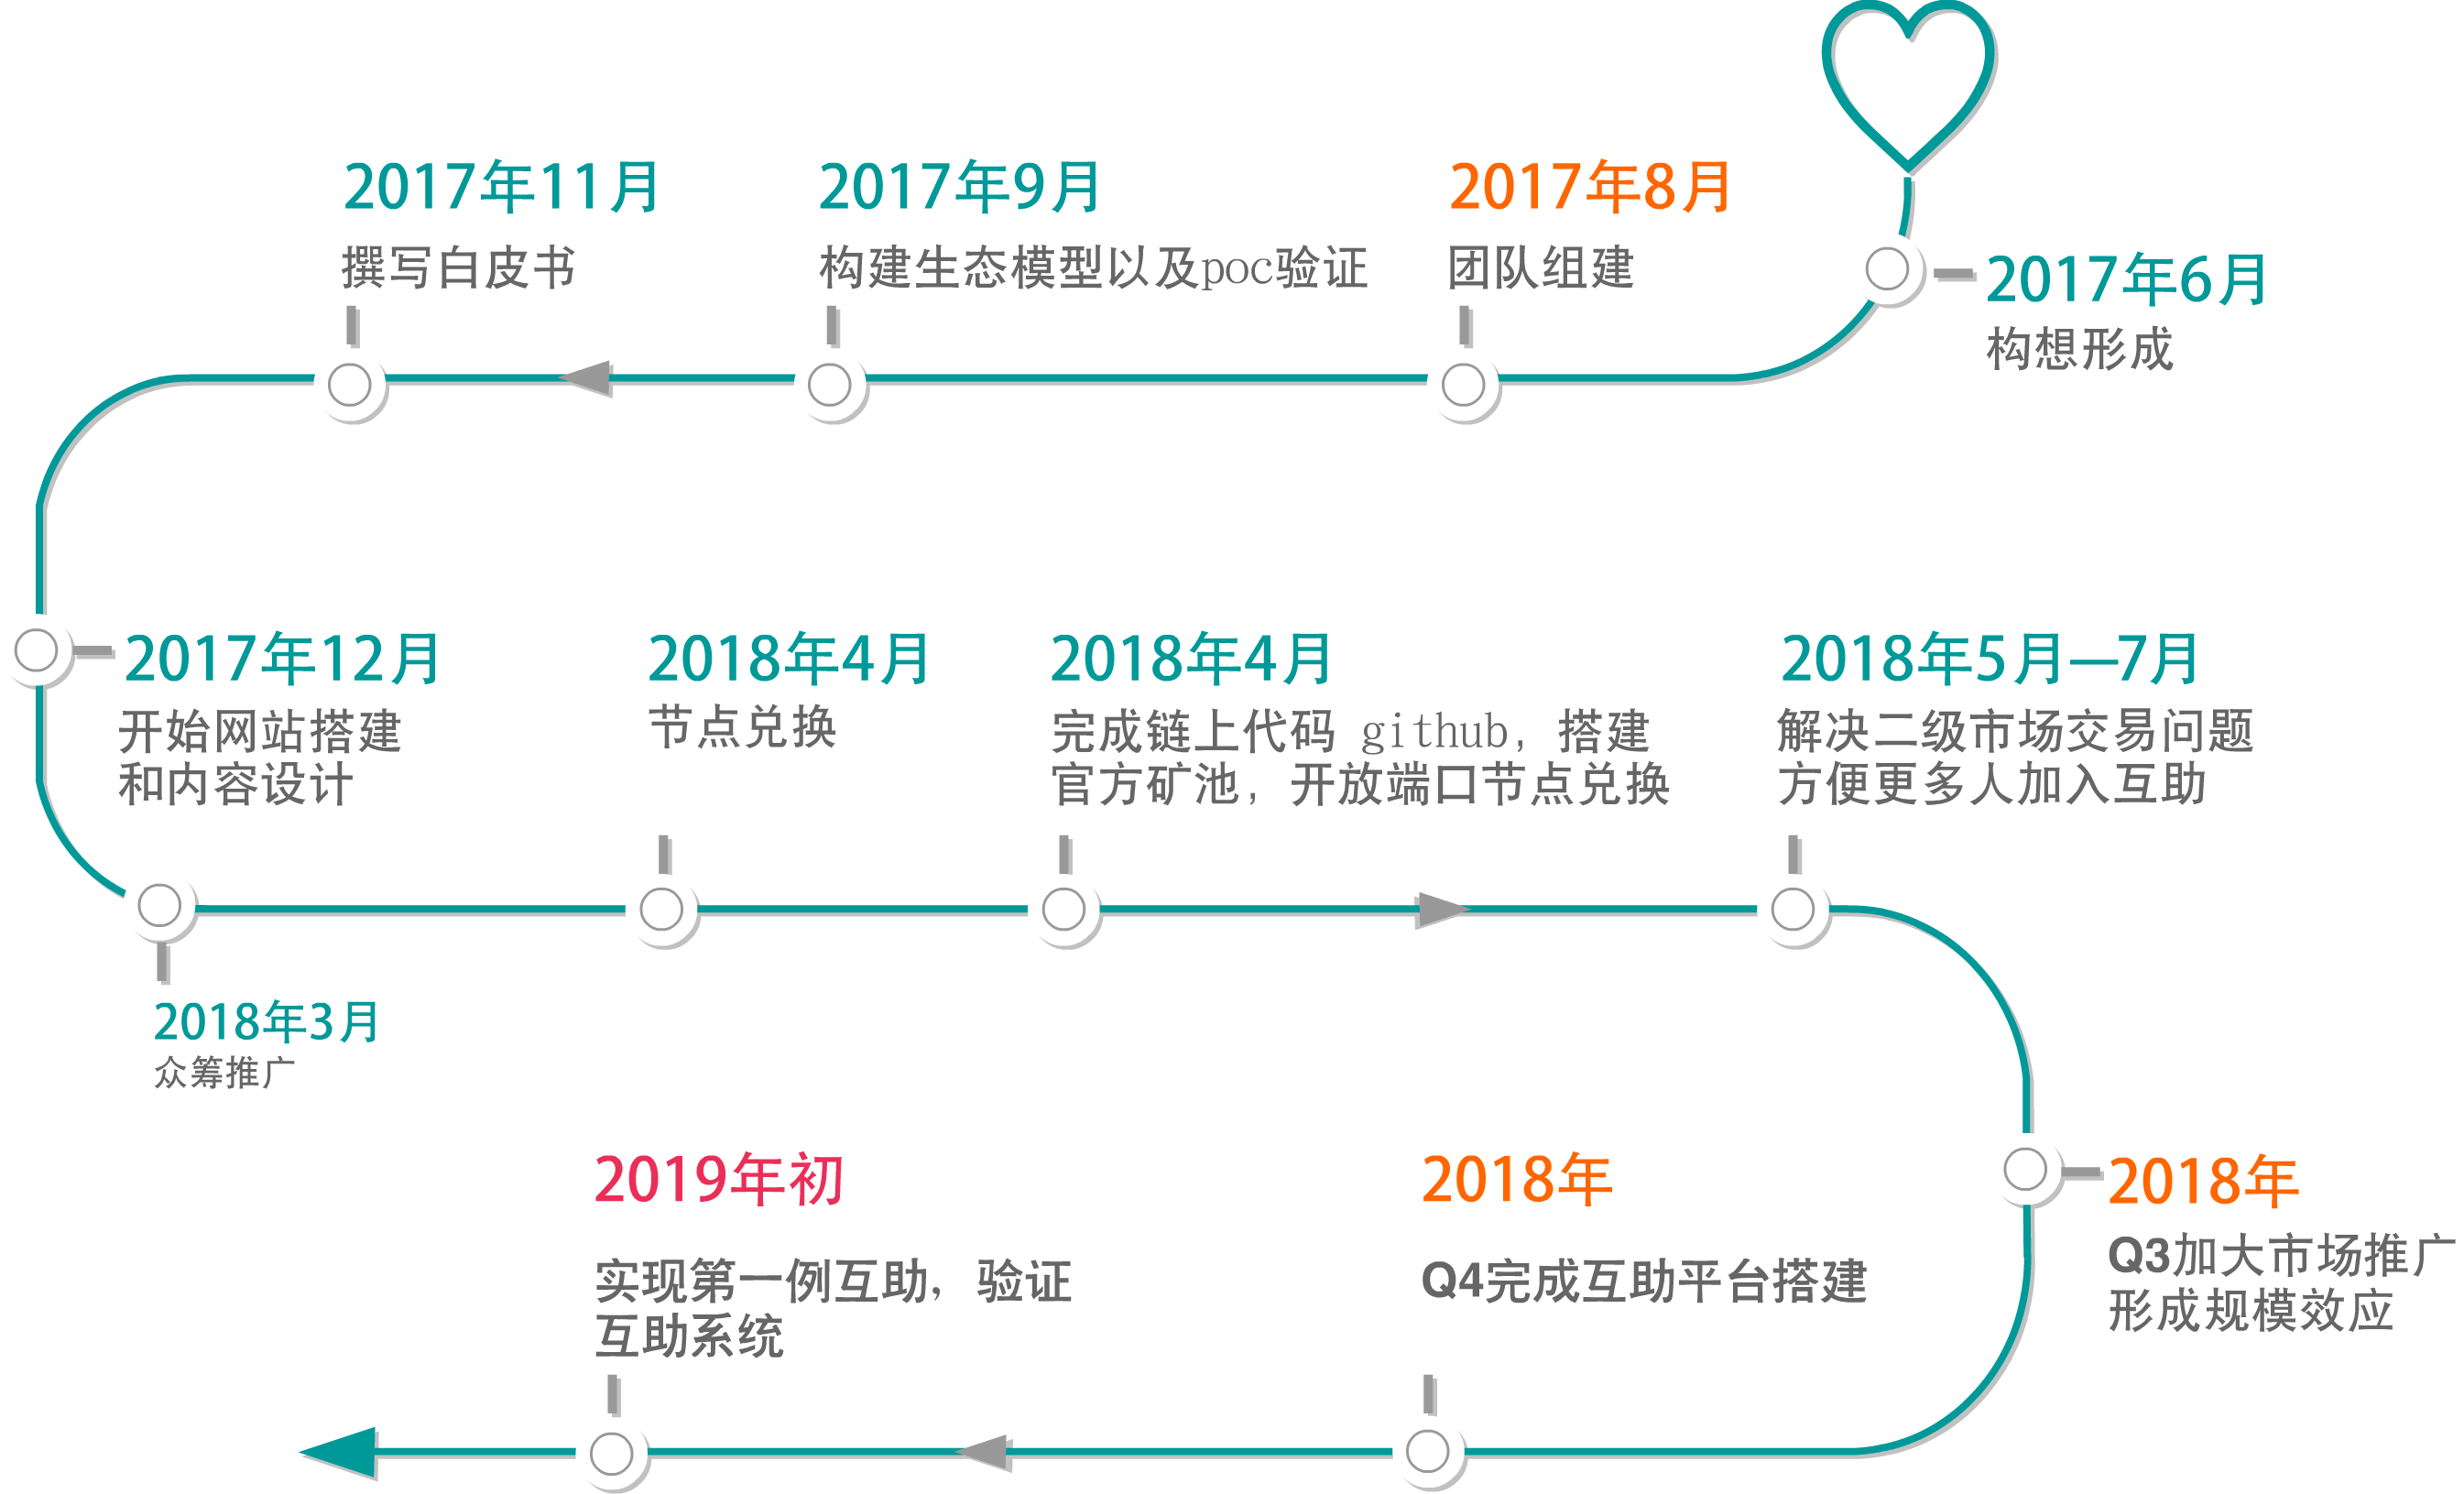 2017年11月
撰写白皮书
2017年9月
构建生态模型以及poc验证
2017年8月
团队组建
2017年6月
构想形成
2017年12月
开始网站搭建
和内容设计
2018年4月
节点兑换
2018年4月
完成链上代码 github，搭建
官方矿池，开放端口节点兑换
2018年5月—7月
解决二级市场交易问题
方便更多人加入互助
2018年3月
众筹推广
2019年初
实现第一例互助，验证
互助系统
2018年
Q4完成互助平台搭建
2018年
Q3加大市场推广
形成规模效应